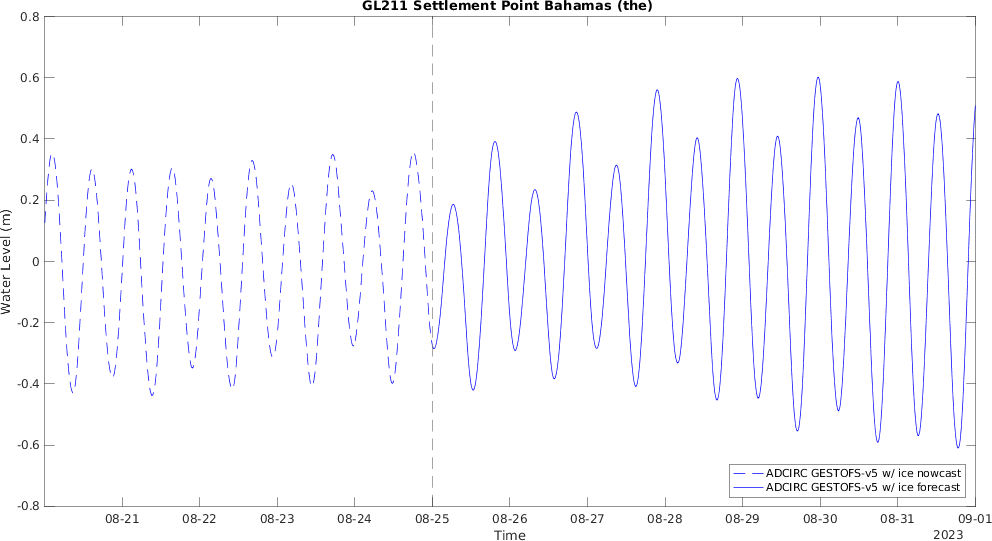 GL211 Settlement Point Bahamas (the)
0.8
0.6
0.4
0.2
0
-0.2
-0.4
-0.6
-0.8
Water Level (m)
ADCIRC GESTOFS-v5 w/ ice nowcast
ADCIRC GESTOFS-v5 w/ ice forecast
08-21 08-22 08-23 08-24 08-25 08-26 08-27 08-28 08-29 08-30 08-31 09-01
Time
2023